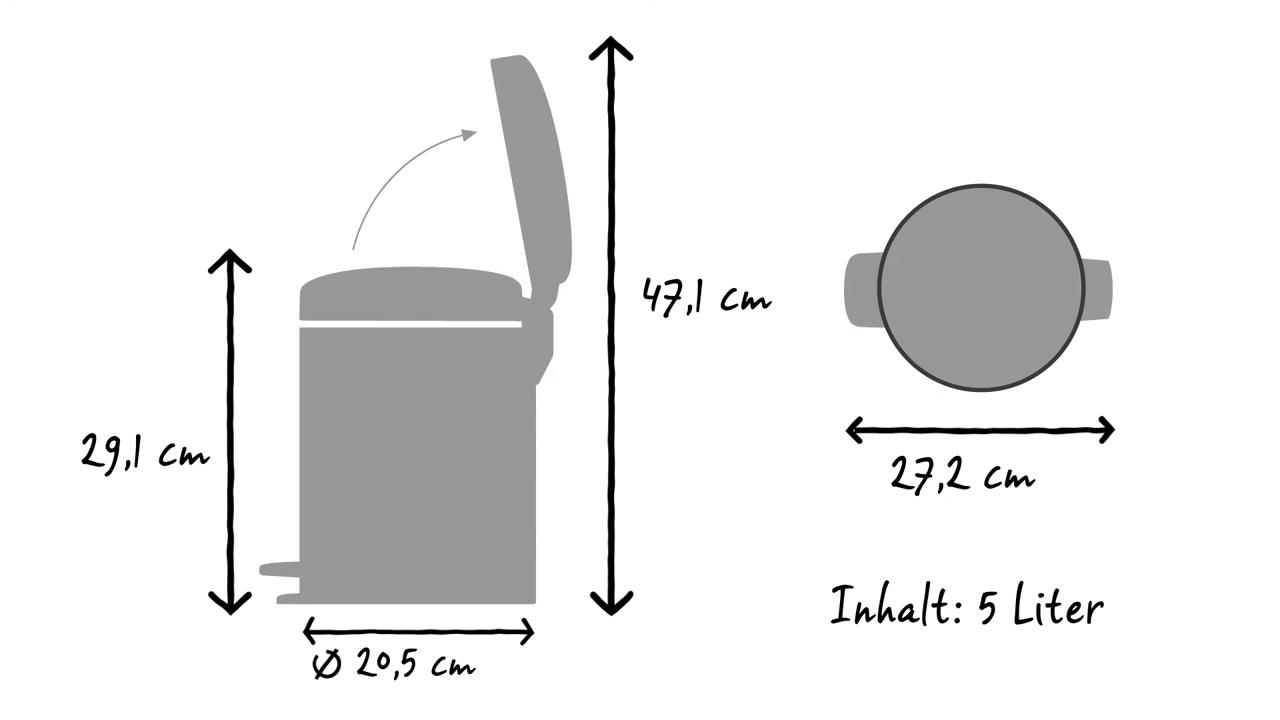 47,1 cm
29,1 cm
27,2 cm
Inhalt: 5 Liter
Ø 20,5 cm